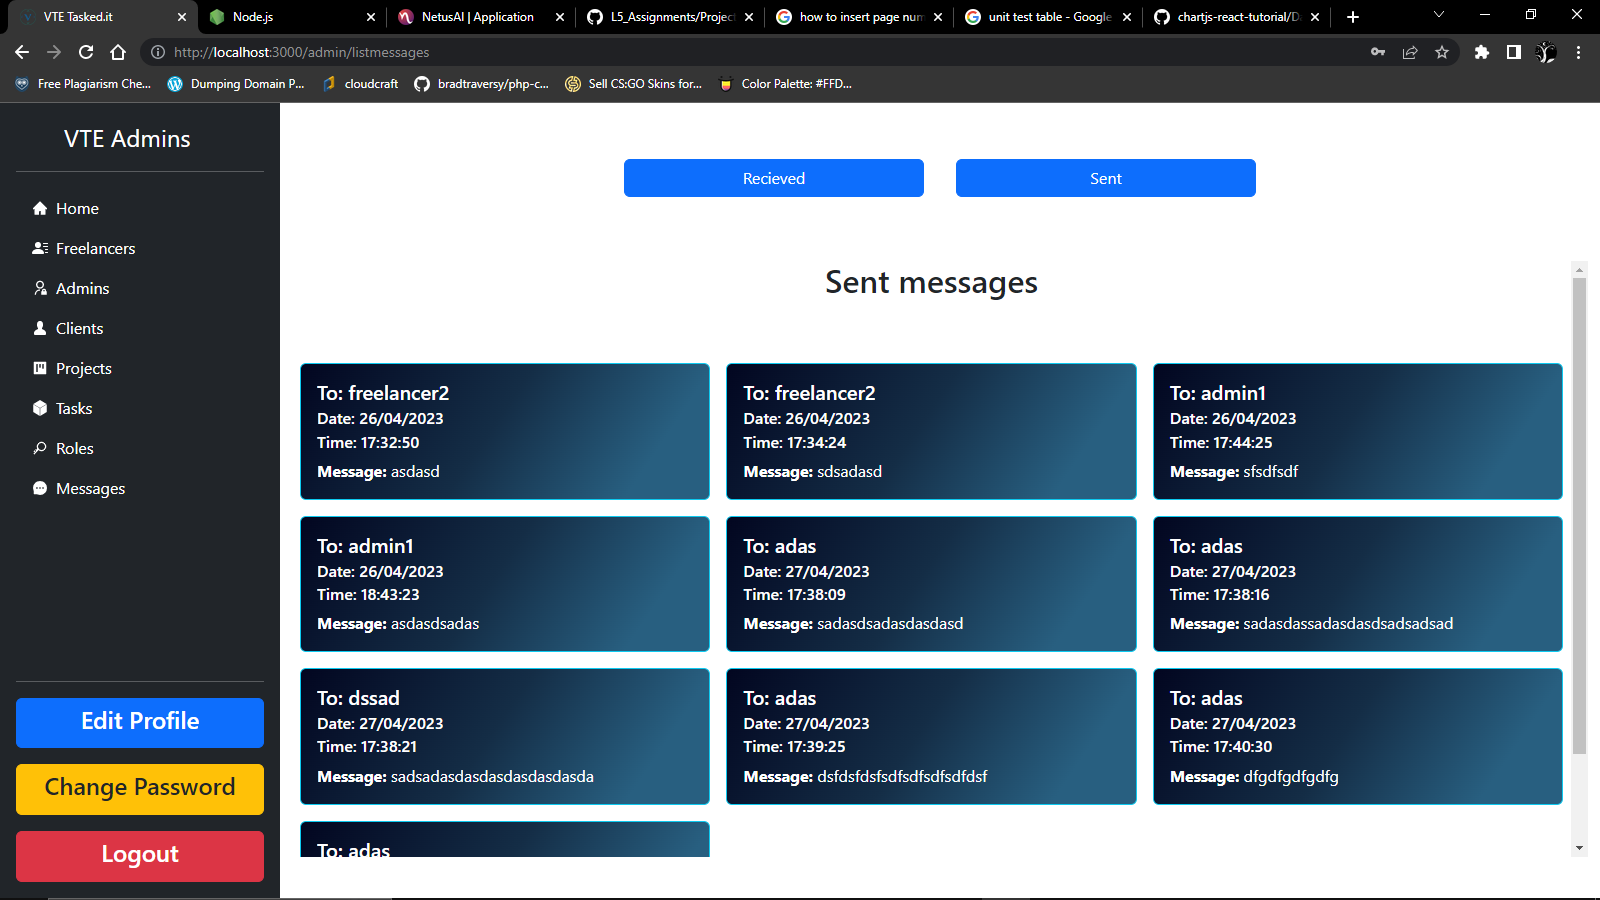 VTE Tasked.it
Node.js
NetusAI | Application
L5_Assignments/Project
how to insert page num
unit test table - Google
chartjs-react-tutorial/D
http://localhost:3000/admin/listmessages
Free Plagiarism Che...
Dumping Domain P...
cloudcraft
bradtraversy/php-c...
Sell CS:GO Skins for...
Color Palette: #FFD...
VTE Admins
Home
Freelancers
Admins
Clients
Projects
Tasks
Roles
Messages
Edit Profile
Change Password
Logout
Recieved
Sent
Sent messages
To: freelancer2
Date: 26/04/2023
Time: 17:32:50
Message: asdasd
To: freelancer2
Date: 26/04/2023
Time: 17:34:24
Message: sdsadasd
To: admin1
Date: 26/04/2023
Time: 17:44:25
Message: sfsdfsdf
To: admin1
Date: 26/04/2023
Time: 18:43:23
Message: asdasdsadas
To: adas
Date: 27/04/2023
Time: 17:38:09
Message: sadasdsadasdasdasd
To: adas
Date: 27/04/2023
Time: 17:38:16
Message: sadasdassadasdasdsadsadsad
To: dssad
Date: 27/04/2023
Time: 17:38:21
Message: sadsadasdasdasdasdasdasda
To: adas
Date: 27/04/2023
Time: 17:39:25
Message: dsfdsfdsfsdfsdfsdfsdfdsf
To: adas
Date: 27/04/2023
Time: 17:40:30
Message: dfgdfgdfgdfg
To: adas